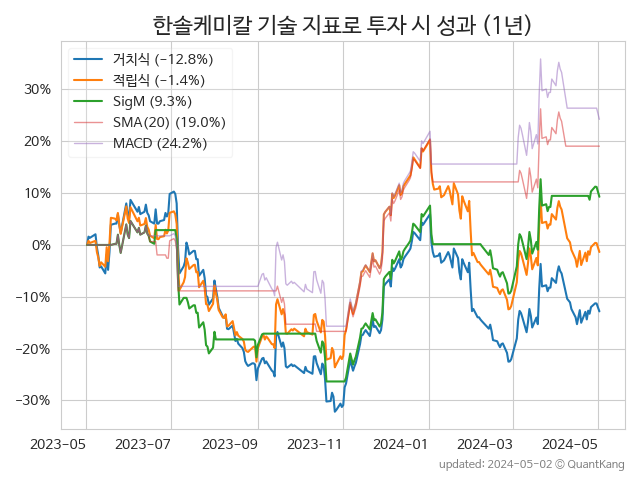 한솔케미칼 기술 지표로 투자 시 성과 (1년)
거치식 (−12.8%)
적립식 (−1.4%)
SigM (9.3%)
SMA(20) (19.0%)
MACD (24.2%)
30%
20%
10%
0%
−10%
−20%
−30%
2023-05 2023-07 2023-09 2023-11 2024-01 2024-03 2024-05
updated: 2024-05-02 © QuantKang